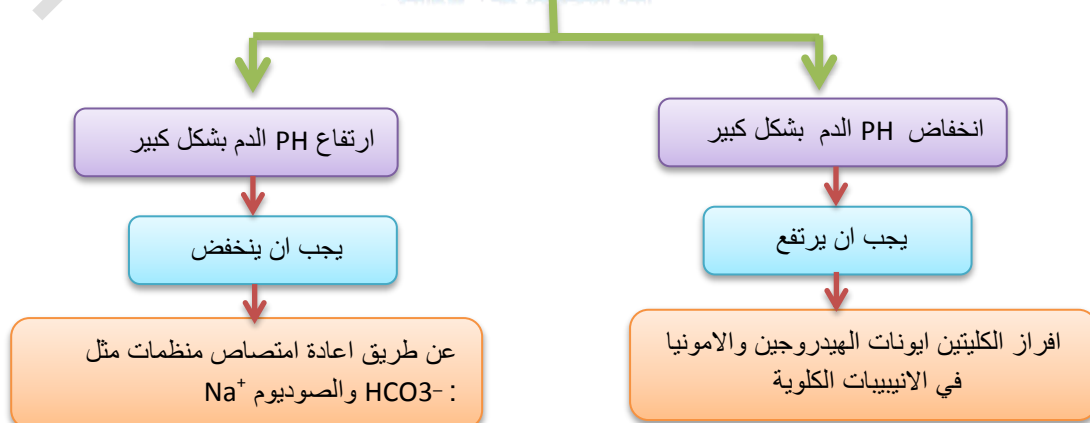 انخفاض PH الدم بشكل كبير
يجب ان يرتفع
افراز الكليتين ايونات الهيدروجين والامونيا
في الانيبيبات الكلوية
ارتفاع PH الدم بشكل كبير
يجب ان ينخفض
عن طريق اعادة امتصاص منظمات مثل
: HCO3⁻ والصوديوم Na⁺